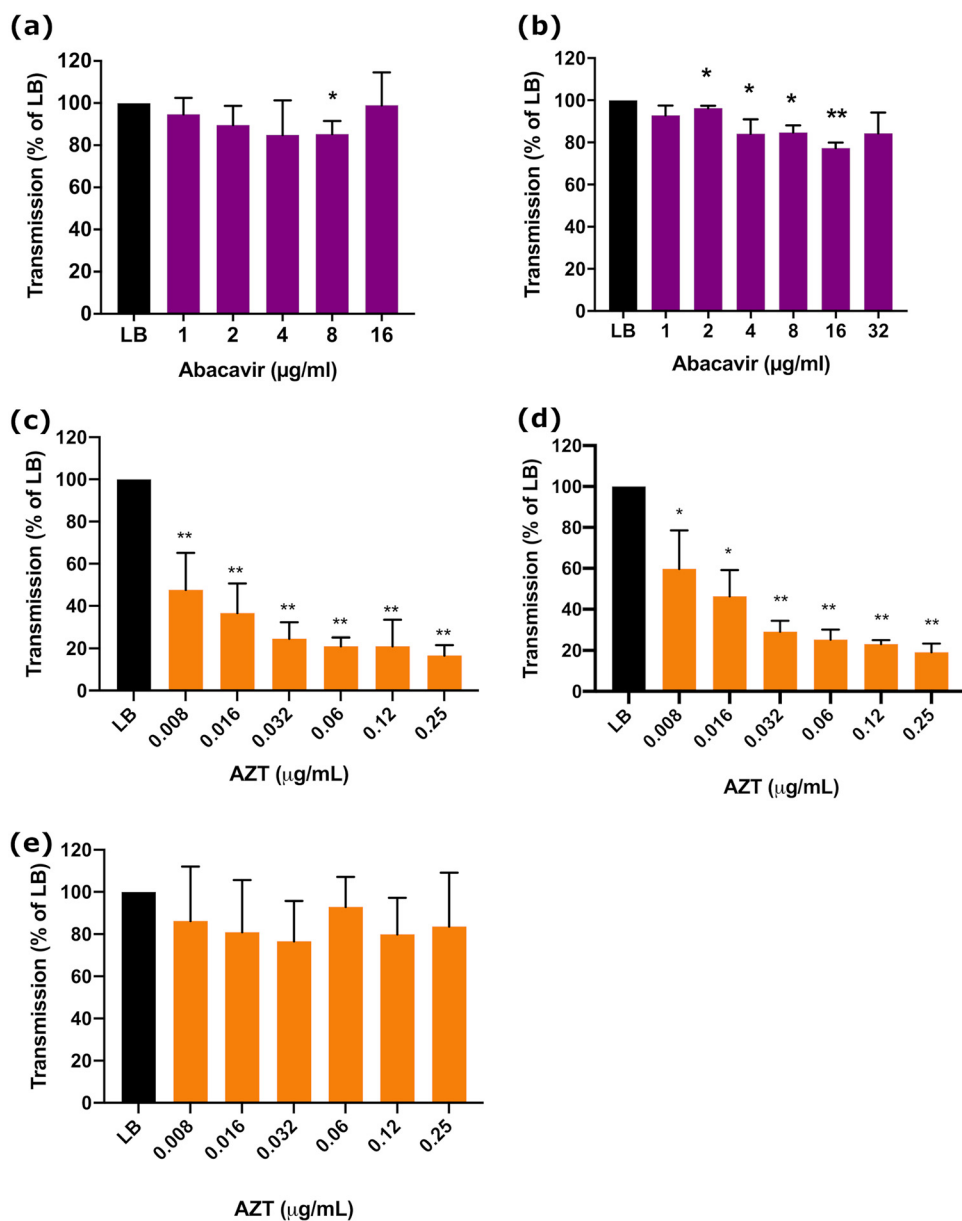 (a)
Transmission (% of LB)
120
100
80
60
40
20
0
*
LB 1 2 4 8 16
Abacavir (µg/ml)
(b)
Transmission (% of LB)
120
100
80
60
40
20
0
* * * **
LB 1 2 4 8 16 32
Abacavir (µg/ml)
(c)
Transmission (% of LB)
120
100
80
60
40
20
0
** ** ** ** ** **
LB 0.008 0.016 0.032 0.06 0.12 0.25
AZT (µg/mL)
(d)
Transmission (% of LB)
120
100
80
60
40
20
0
* * ** ** ** **
LB 0.008 0.016 0.032 0.06 0.12 0.25
AZT (µg/mL)
(e)
Transmission (% of LB)
120
100
80
60
40
20
0
LB 0.008 0.016 0.032 0.06 0.12 0.25
AZT (µg/mL)